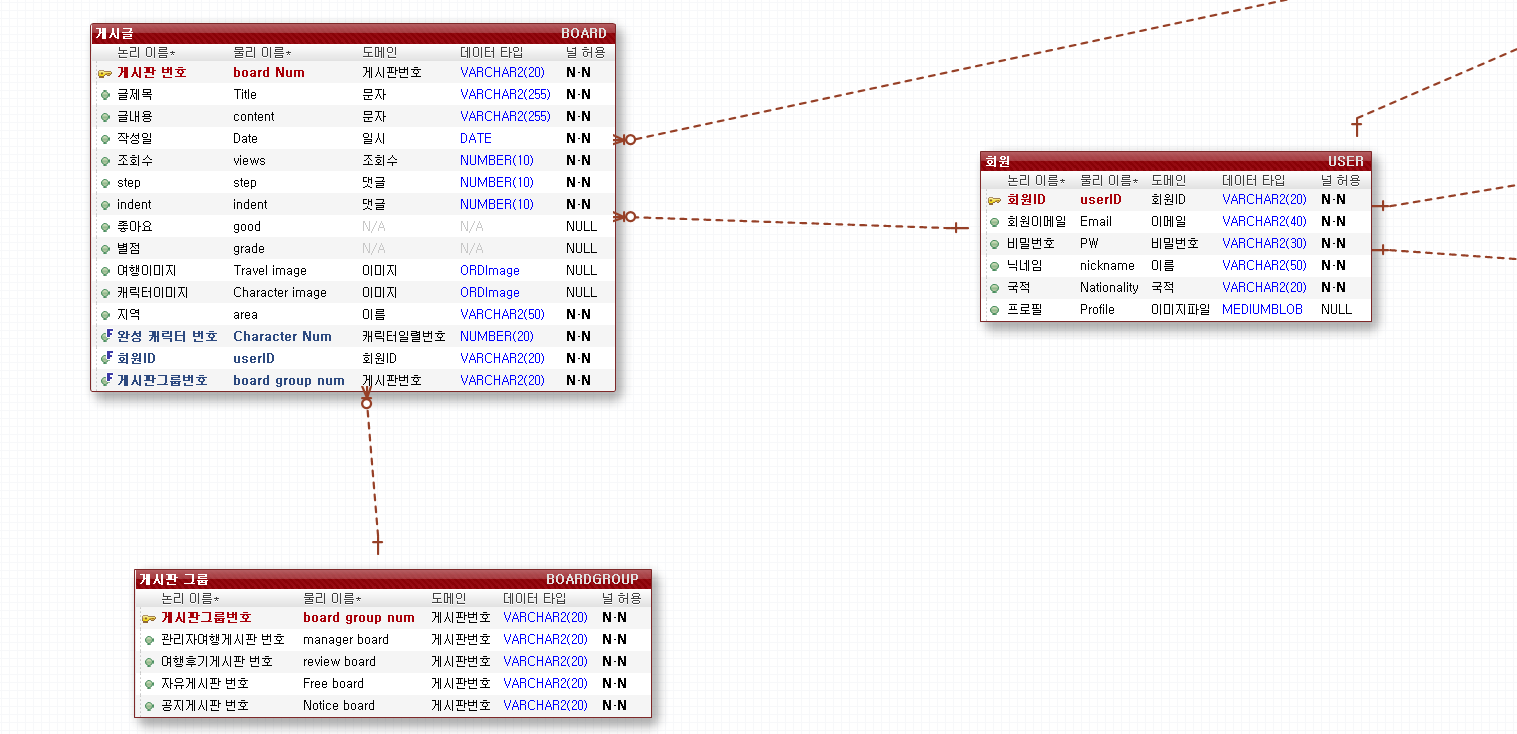 게시글 BOARD
논리 이름* 물리 이름* 도메인 데이터 타입 널 허용
게시판 번호 board Num 게시판번호 VARCHAR2(20) N-N
글제목 Title 문자 VARCHAR2(255) N-N
글내용 content 문자 VARCHAR2(255) N-N
작성일 Date 일시 DATE N-N
조회수 views 조회수 NUMBER(10) N-N
step step 댓글 NUMBER(10) N-N
indent indent 댓글 NUMBER(10) N-N
좋아요 good N/A N/A NULL
별점 grade N/A N/A NULL
여행이미지 Travel image 이미지 ORDImage NULL
캐릭터이미지 Character image 이미지 ORDImage NULL
지역 area 이름 VARCHAR2(50) N-N
F 완성 캐릭터 번호 Character Num 캐릭터일렬번호 NUMBER(20) N-N
F 회원ID userID 회원ID VARCHAR2(20) N-N
F 게시판그룹번호 board group num 게시판번호 VARCHAR2(20) N-N
회원 USER
논리 이름* 물리 이름* 도메인 데이터 타입 널 허용
회원ID userID 회원ID VARCHAR2(20) N-N
회원이메일 Email 이메일 VARCHAR2(40) N-N
비밀번호 PW 비밀번호 VARCHAR2(30) N-N
닉네임 nickname 이름 VARCHAR2(50) N-N
국적 Nationality 국적 VARCHAR2(20) N-N
프로필 Profile 이미지파일 MEDIUMBLOB NULL
게시판 그룹 BOARDGROUP
논리 이름* 물리 이름* 도메인 데이터 타입 널 허용
게시판그룹번호 board group num 게시판번호 VARCHAR2(20) N-N
관리자여행게시판 번호 manager board 게시판번호 VARCHAR2(20) N-N
여행후기게시판 번호 review board 게시판번호 VARCHAR2(20) N-N
자유게시판 번호 Free board 게시판번호 VARCHAR2(20) N-N
공지게시판 번호 Notice board 게시판번호 VARCHAR2(20) N-N